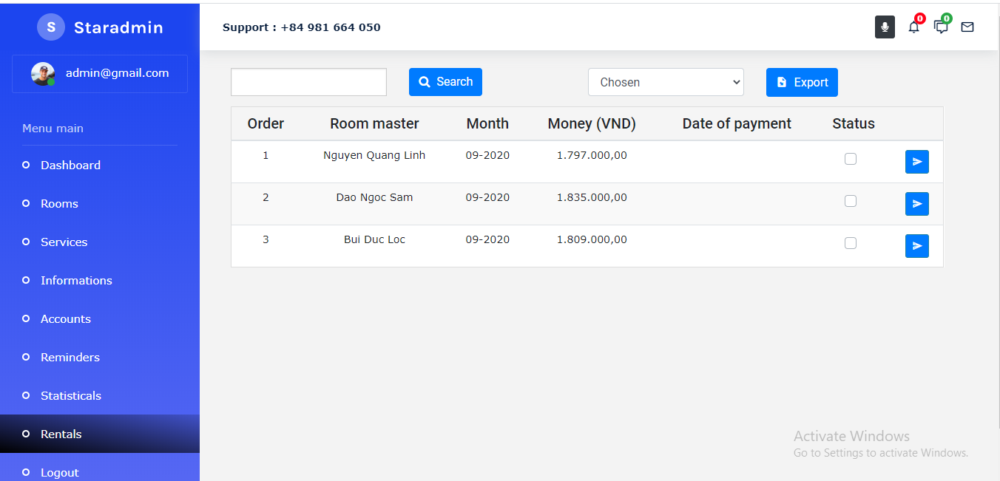 S Staradmin
Support : +84 981 664 050
0
0
admin@gmail.com
Search
Chosen
Export
Menu main
Dashboard
Rooms
Services
Informations
Accounts
Reminders
Statisticals
Rentals
Logout
Order Room master Month Money (VND) Date of payment Status
1 Nguyen Quang Linh 09-2020 1.797.000,00
2 Dao Ngoc Sam 09-2020 1.835.000,00
3 Bui Duc Loc 09-2020 1.809.000,00
Activate Windows
Go to Settings to activate Windows.